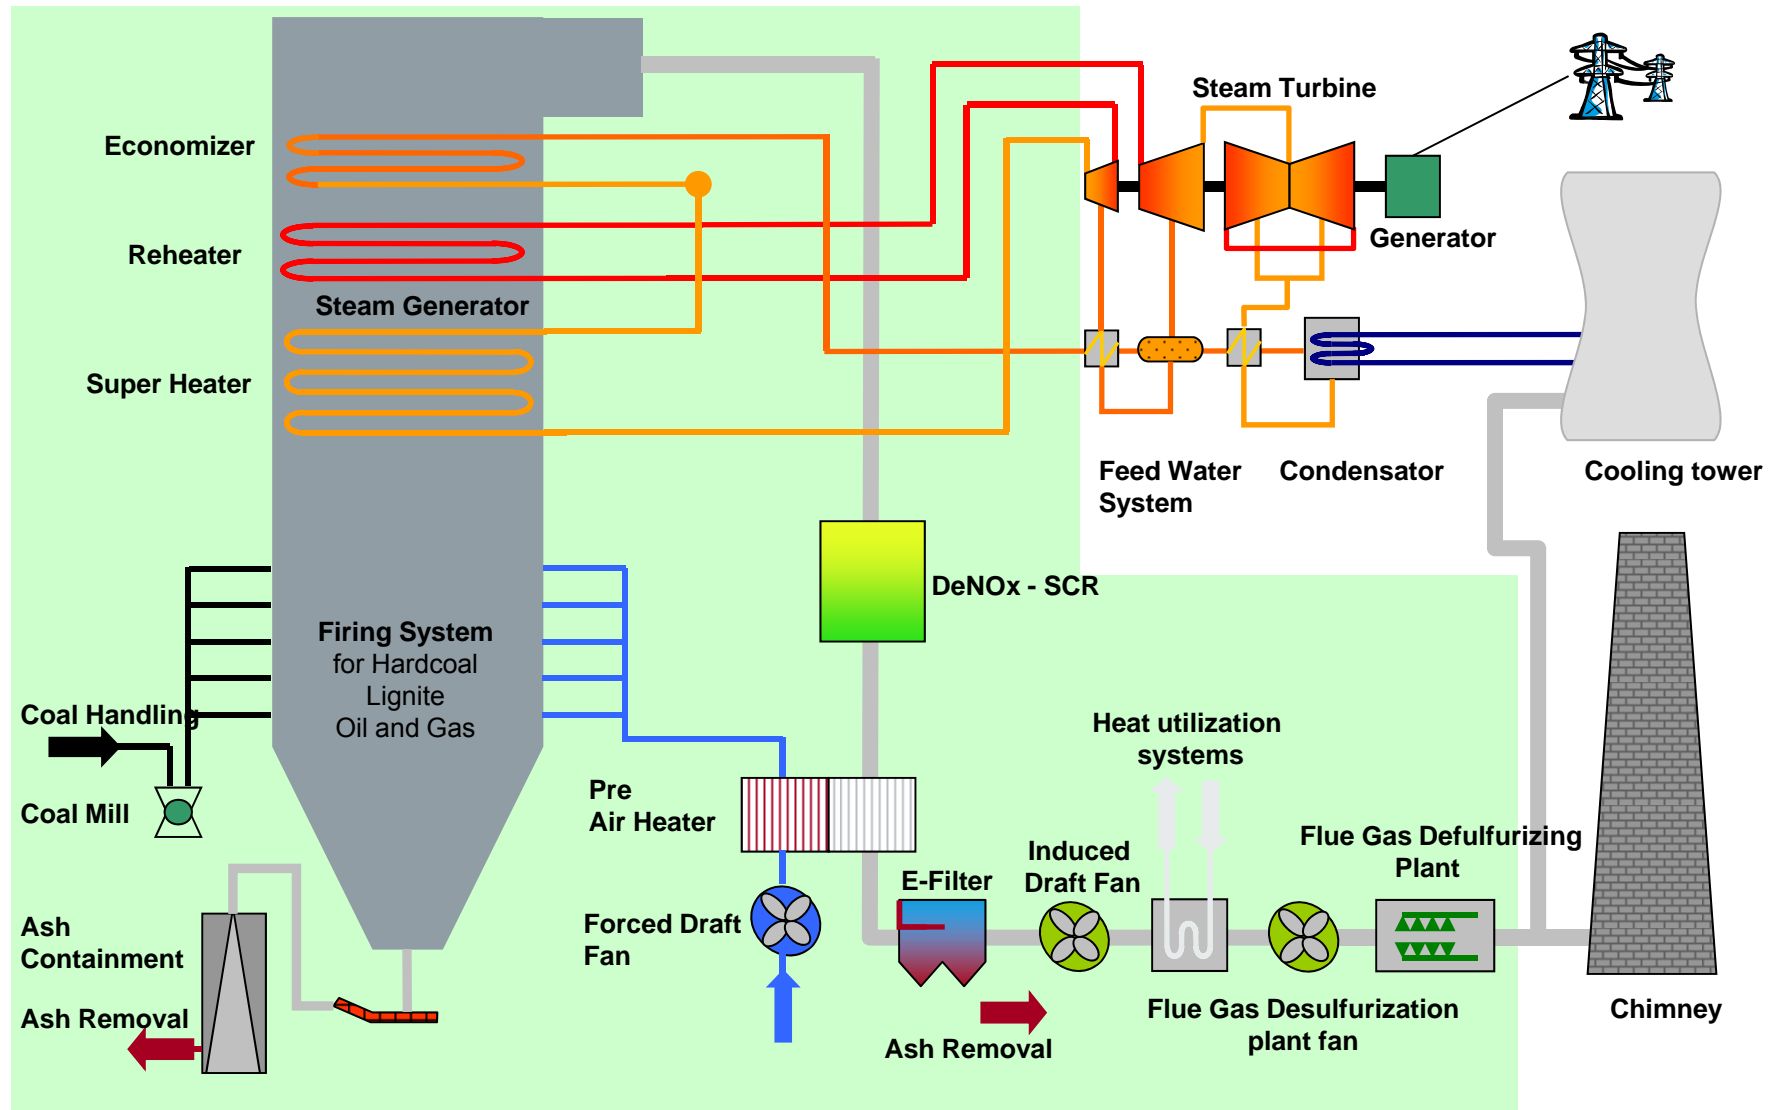 Steam Turbine
Economizer
Generator
Reheater
Steam Generator
Super Heater
Feed Water
System
Condensator
Cooling tower
DeNOx - SCR
Firing System
for Hardcoal
Lignite
Oil and Gas
Coal Handling
Heat utilization
systems
Pre
Air Heater
Coal Mill
Flue Gas Defulfurizing
Plant
Induced
Draft Fan
E-Filter
Forced Draft
Fan
Ash
Containment
Ash Removal
Flue Gas Desulfurization
plant fan
Chimney
Ash Removal